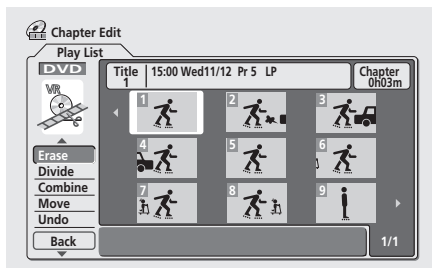 Chapter Edit
Play List
DVD
VR
Title 1 15:00 Wed11/12 Pr 5 LP Chapter 0h03m
1 2 3
4 5 6
7 8 9
Erase
Divide
Combine
Move
Undo
Back
1/1